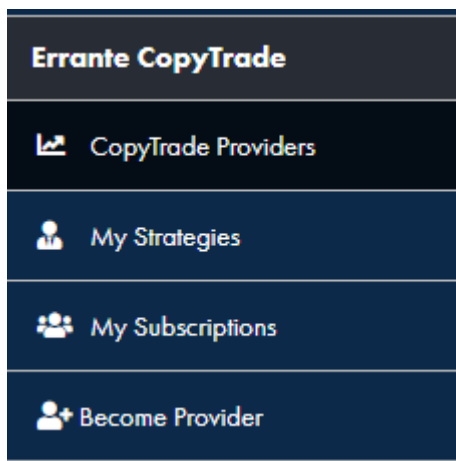 Errante CopyTrade
CopyTrade Providers
My Strategies
My Subscriptions
Become Provider